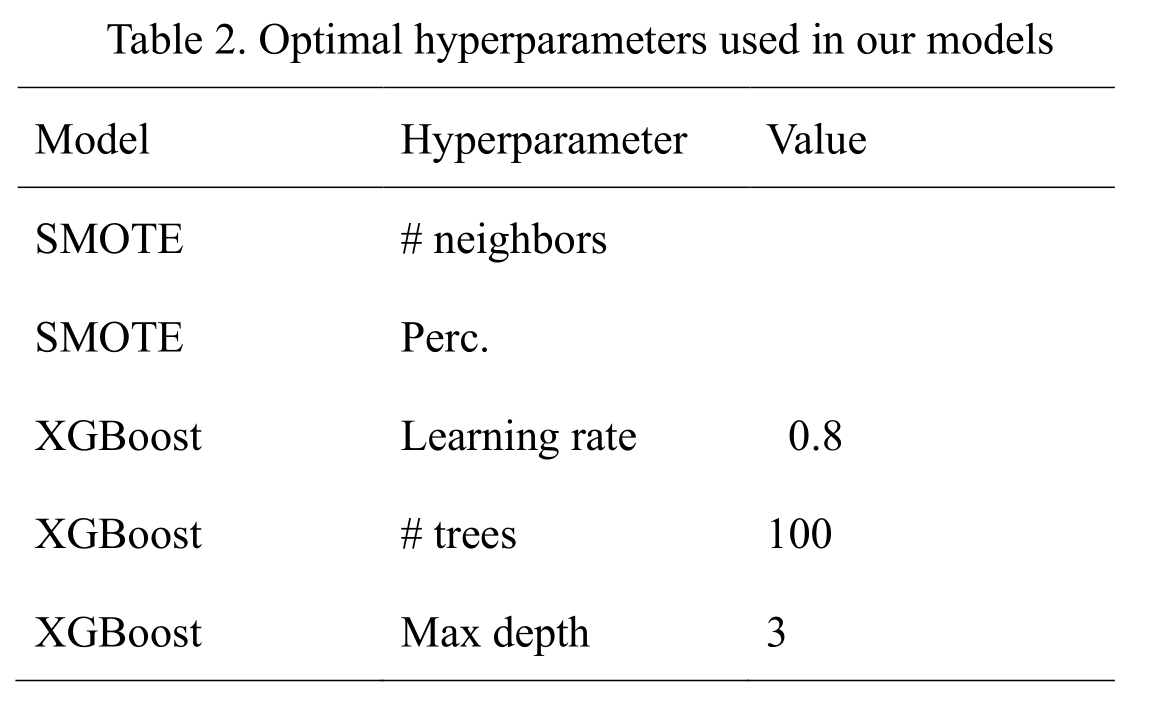 Table 2. Optimal hyperparameters used in our models
Model Hyperparameter Value
SMOTE # neighbors
SMOTE Perc.
XGBoost Learning rate 0.8
XGBoost # trees 100
XGBoost Max depth 3